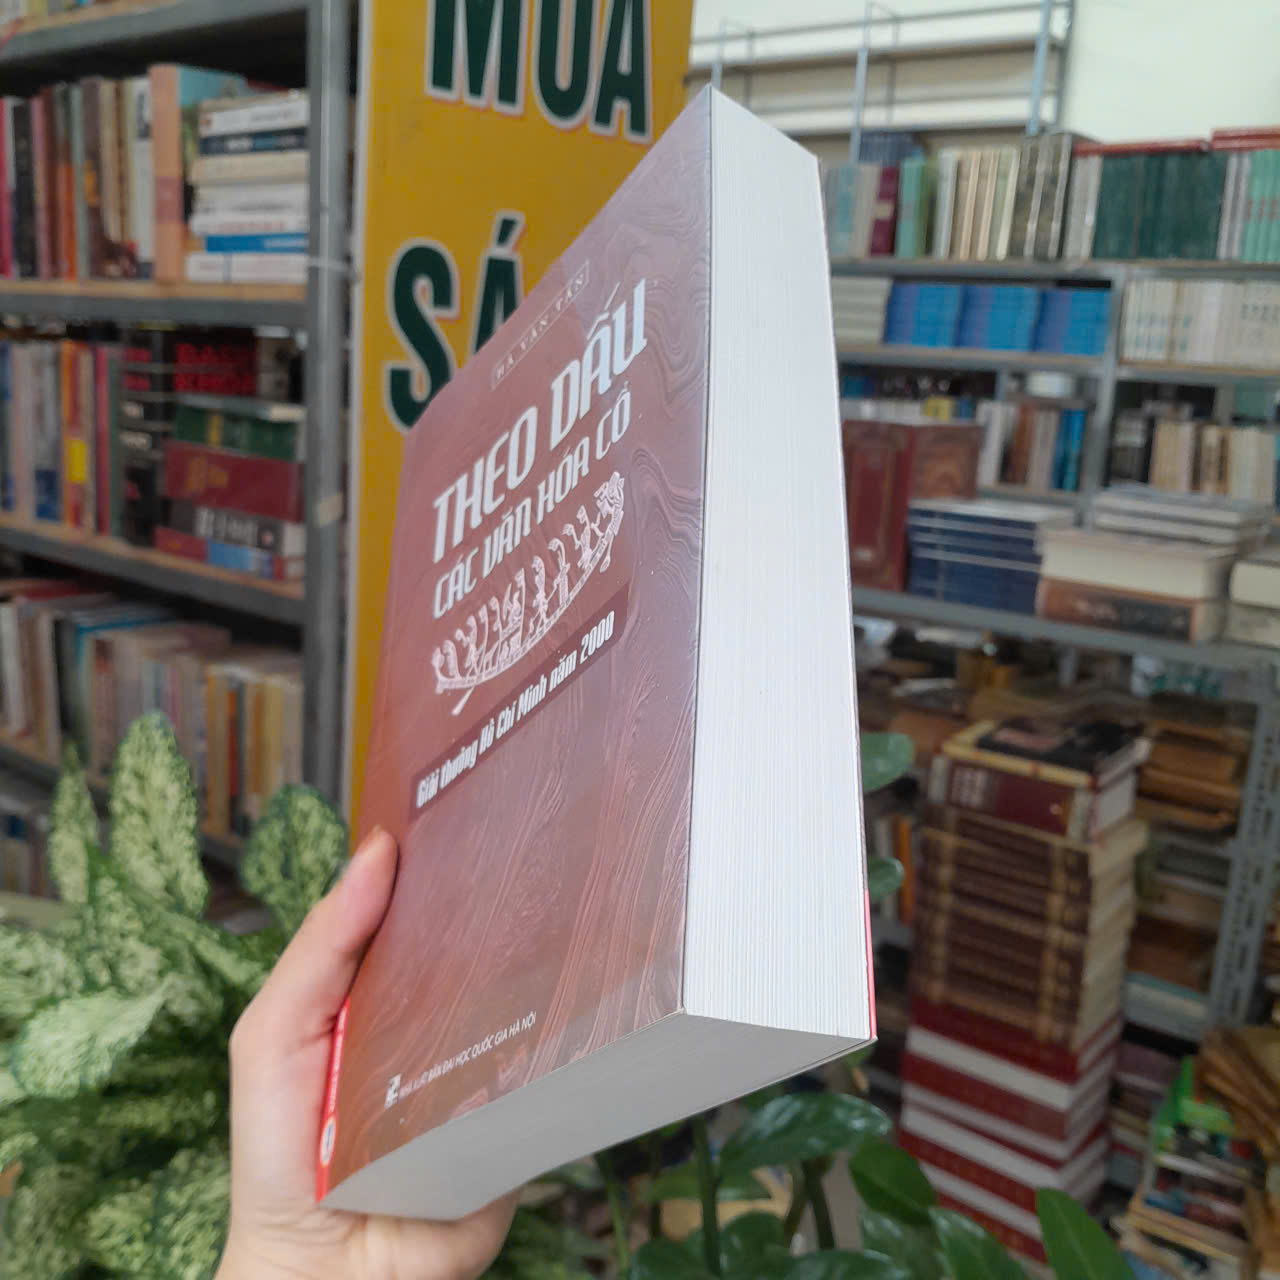 MUA
SÁ
HÀ VĂN TẤN
THEO DẤU
CÁC VĂN HÓA CỔ
Giải thưởng Hồ Chí Minh năm 2000
NHÀ XUẤT BẢN ĐẠI HỌC QUỐC GIA HÀ NỘI